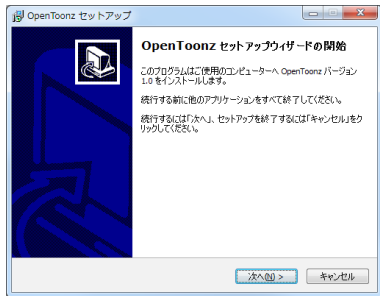 OpenToonz セットアップ
OpenToonz セットアップウィザードの開始
このプログラムはご使用のコンピューターへ OpenToonz バージョン
1.0 をインストールします。
続行する前に他のアプリケーションをすべて終了してください。
続行するには「次へ」、セットアップを終了するには「キャンセル」をク
リックしてください。
次へ(N) >
キャンセル